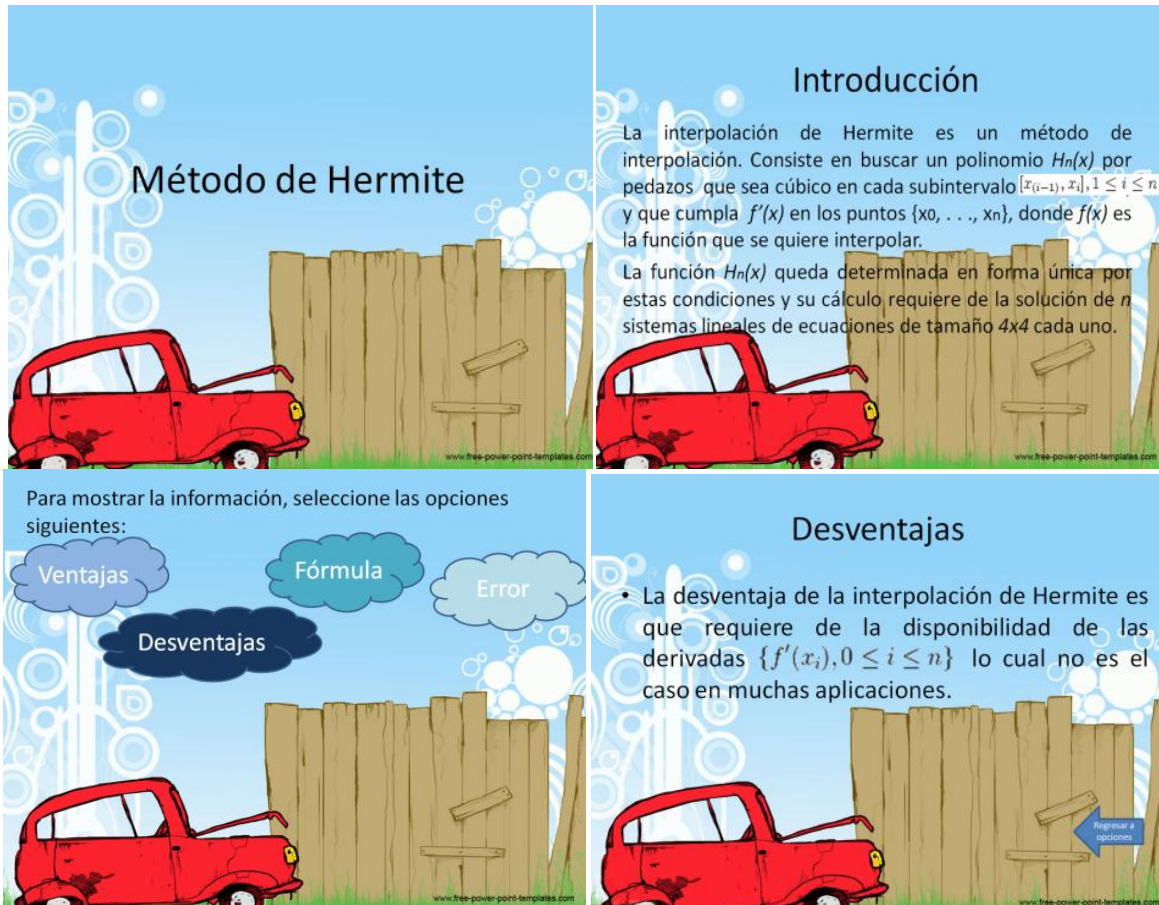 Método de Hermite
www.free-power-point-templates.com
Introducción
La interpolación de Hermite es un método de
interpolación. Consiste en buscar un polinomio Hn(x) por
pedazos que sea cúbico en cada subintervalo [x₍ᵢ₋₁₎, xᵢ], 1 ≤ i ≤ n
y que cumpla f'(x) en los puntos {x0, . . ., xn}, donde f(x) es
la función que se quiere interpolar.
La función Hn(x) queda determinada en forma única por
estas condiciones y su cálculo requiere de la solución de n
sistemas lineales de ecuaciones de tamaño 4x4 cada uno.
www.free-power-point-templates.com
Para mostrar la información, seleccione las opciones
siguientes:
Ventajas
Fórmula
Error
Desventajas
www.free-power-point-templates.com
Desventajas
• La desventaja de la interpolación de Hermite es
que requiere de la disponibilidad de las
derivadas {f'(xᵢ), 0 ≤ i ≤ n} lo cual no es el
caso en muchas aplicaciones.
Regresar a
opciones
www.free-power-point-templates.com